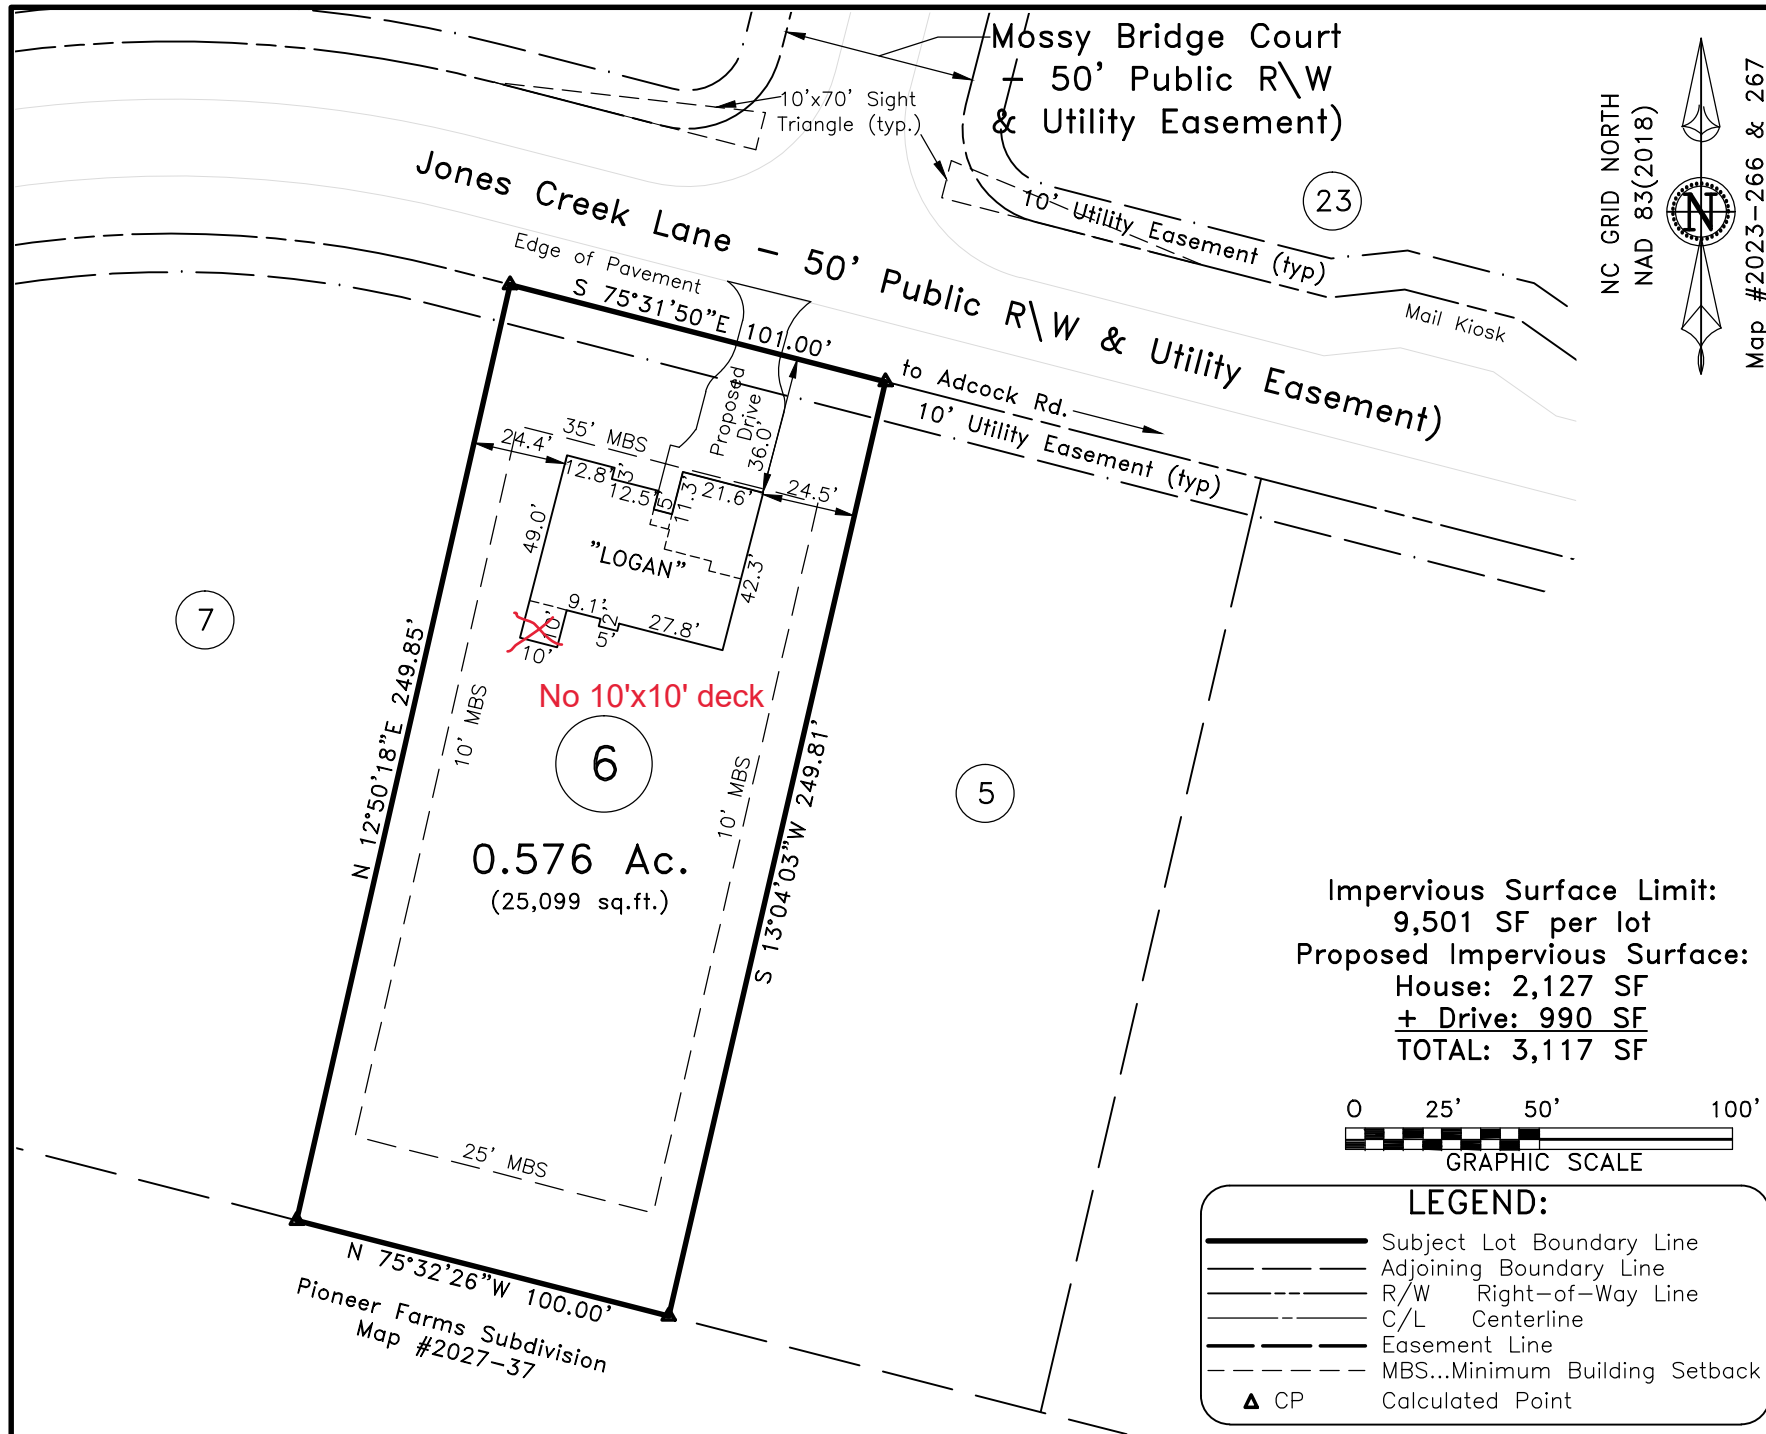 Mossy Bridge Court
- 50' Public R\W
& Utility Easement)
10'x70' Sight
Triangle (typ.)
NC GRID NORTH
NAD 83(2018)
N
Map #2023-266 & 267
23
10' Utility Easement (typ)
Mail Kiosk
Jones Creek Lane - 50' Public R\W & Utility Easement)
Edge of Pavement
S 75°31'50"E 101.00'
to Adcock Rd.
10' Utility Easement (typ)
Proposed
Drive
36.0'
35' MBS
24.4'
24.5'
12.8'
3'
12.5'
5'
11.3'
21.6'
49.0'
"LOGAN"
42.3'
9.1'
10'
2'
5'
27.8'
10'
No 10'x10' deck
7
6
5
0.576 Ac.
(25,099 sq.ft.)
N 12°50'18"E 249.85'
10' MBS
10' MBS
S 13°04'03"W 249.81'
25' MBS
N 75°32'26"W 100.00'
Pioneer Farms Subdivision
Map #2027-37
Impervious Surface Limit:
9,501 SF per lot
Proposed Impervious Surface:
House: 2,127 SF
+ Drive: 990 SF
TOTAL: 3,117 SF
0 25' 50' 100'
GRAPHIC SCALE
LEGEND:
Subject Lot Boundary Line
Adjoining Boundary Line
R/W Right-of-Way Line
C/L Centerline
Easement Line
MBS...Minimum Building Setback
CP Calculated Point